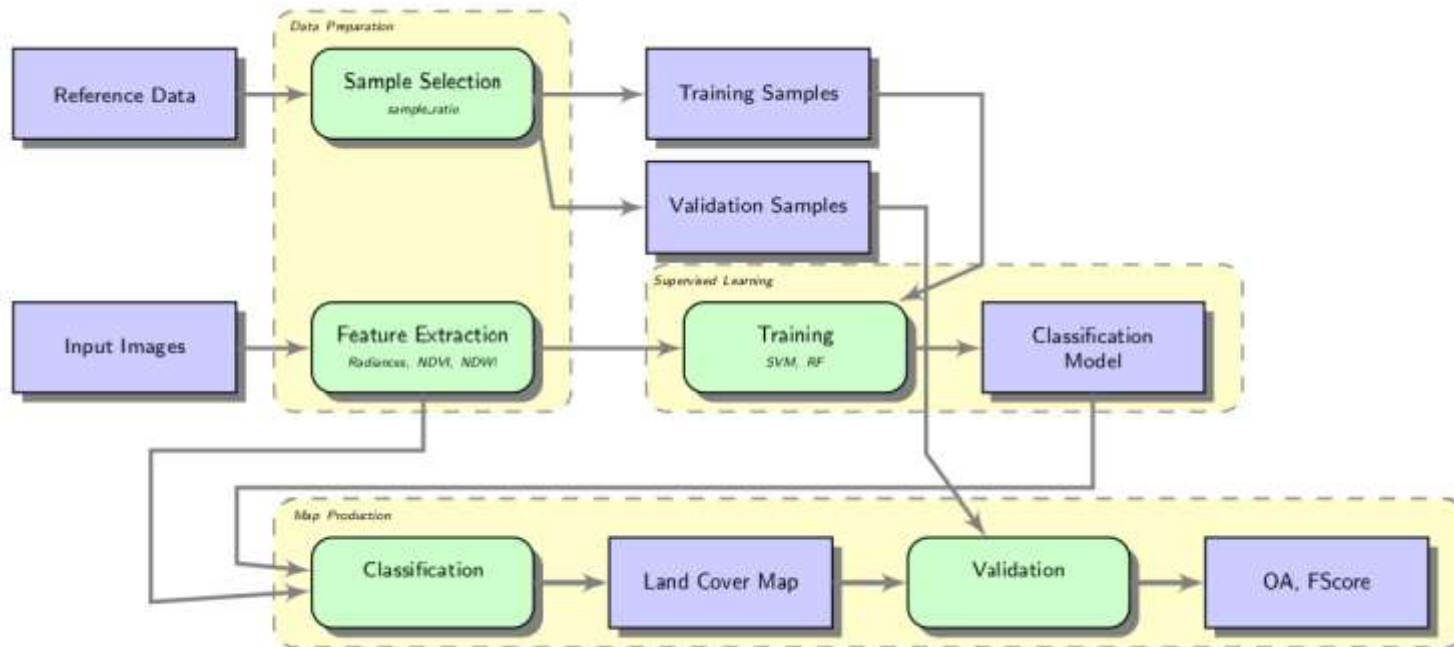 Data Preparation
Reference Data
Sample Selection
sample_ratio
Training Samples
Validation Samples
Input Images
Feature Extraction
Radiances, NDVI, NDWI
Supervised Learning
Training
SVM, RF
Classification
Model
Map Production
Classification
Land Cover Map
Validation
OA, FScore